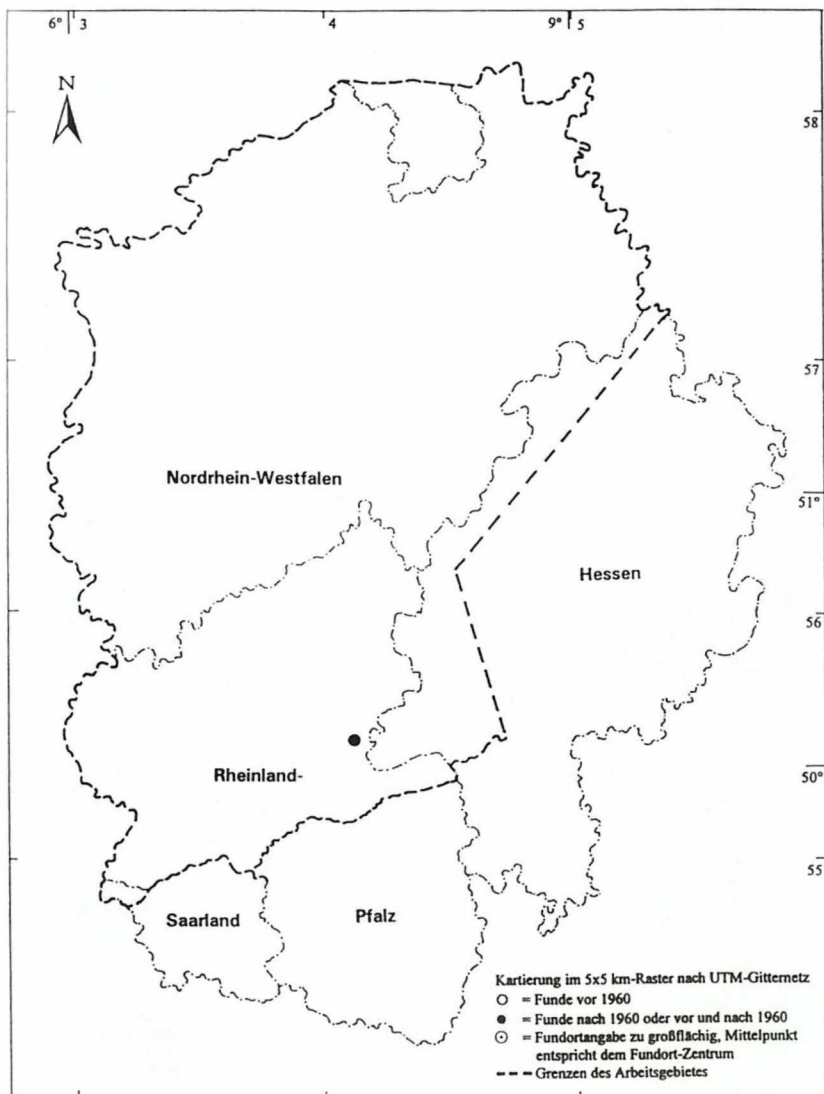 6° 3 4 9° 5
N
58
57
Nordrhein-Westfalen
51°
Hessen
56
Rheinland-
50°
55
Saarland
Pfalz
Kartierung im 5x5 km-Raster nach UTM-Gitternetz
○ = Funde vor 1960
● = Funde nach 1960 oder vor und nach 1960
⊙ = Fundortangabe zu großflächig, Mittelpunkt
entspricht dem Fundort-Zentrum
--- Grenzen des Arbeitsgebietes